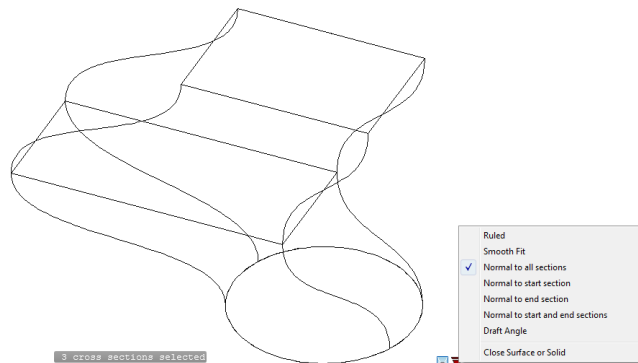 Ruled
Smooth Fit
Normal to all sections
Normal to start section
Normal to end section
Normal to start and end sections
Draft Angle
Close Surface or Solid
3 cross sections selected